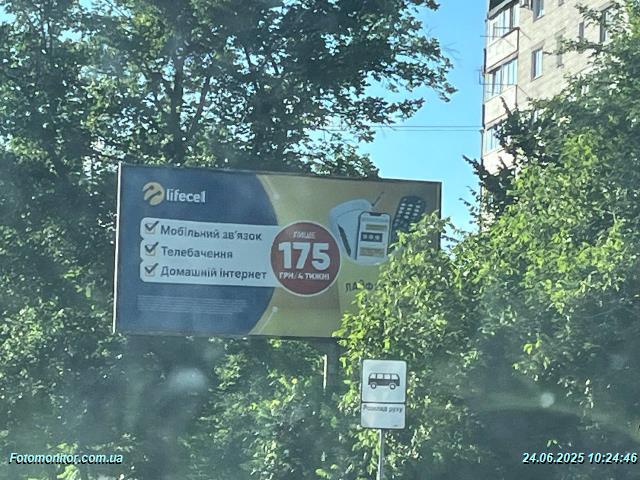 lifecell
Мобільний зв'язок
Телебачення
Домашній інтернет
ЛИШЕ
175
ГРН/4 ТИЖНІ
Розклад руху
Fotomonitor.com.ua
24.06.2025 10:24:46